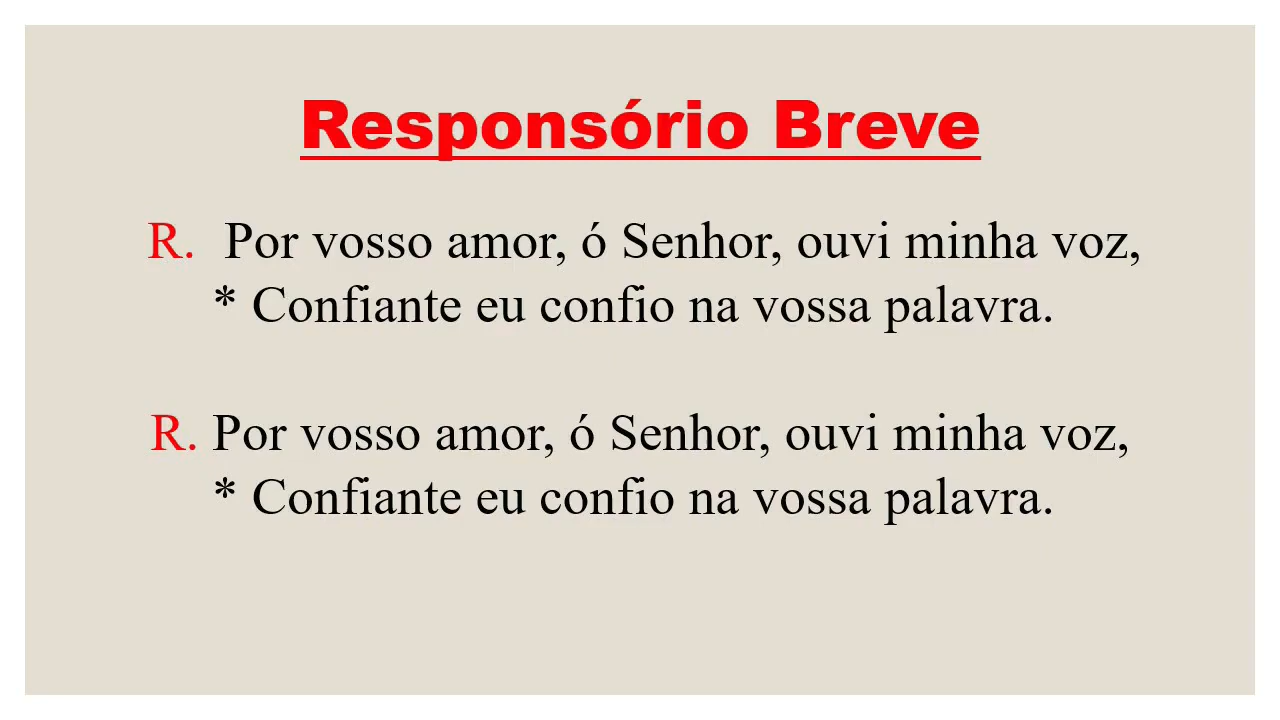 Responsório Breve
R. Por vosso amor, ó Senhor, ouvi minha voz,
* Confiante eu confio na vossa palavra.
R. Por vosso amor, ó Senhor, ouvi minha voz,
* Confiante eu confio na vossa palavra.